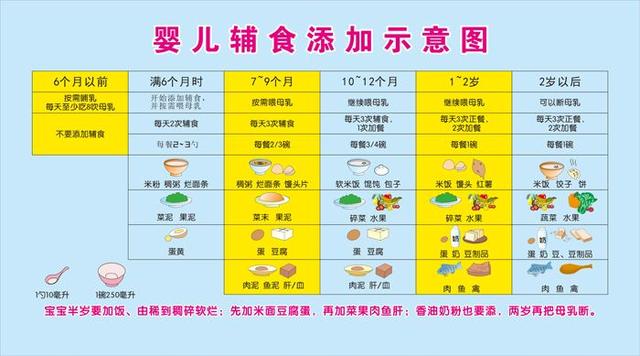 婴儿辅食添加示意图
6个月以前 满6个月时 7~9个月 10~12个月 1~2岁 2岁以后
按需哺乳 开始添加辅食, 按需喂母乳 继续喂母乳 继续喂母乳 可以断母乳
每天至少吃8次母乳 并按需喂母乳
不要添加辅食 每天2次辅食 每天3次辅食 每天3次辅食, 每天3次正餐, 每天3次正餐,
1次加餐 2次加餐 2次加餐
每餐2~3勺 每餐2/3碗 每餐3/4碗 每餐1碗 每餐1碗
米粉 稠粥 烂面条 稠粥 烂面条 馒头片 软米饭 馄饨 包子 米饭 馒头 红薯 米饭 饺子 饼
菜泥 果泥 菜末 果泥 碎菜 水果 碎菜 水果 蔬菜 水果
蛋黄 蛋 豆腐 蛋 豆腐 蛋 奶 豆制品 蛋 奶 豆、豆制品
肉泥 鱼泥 肝/血 肉泥 鱼泥 肝/血 肉 鱼 禽 肉 鱼 禽
1勺10毫升 1碗250毫升
宝宝半岁要加饭、由稀到稠碎软烂;先加米面豆腐蛋,再加菜果肉鱼肝;香油奶粉也要添,两岁再把母乳断。